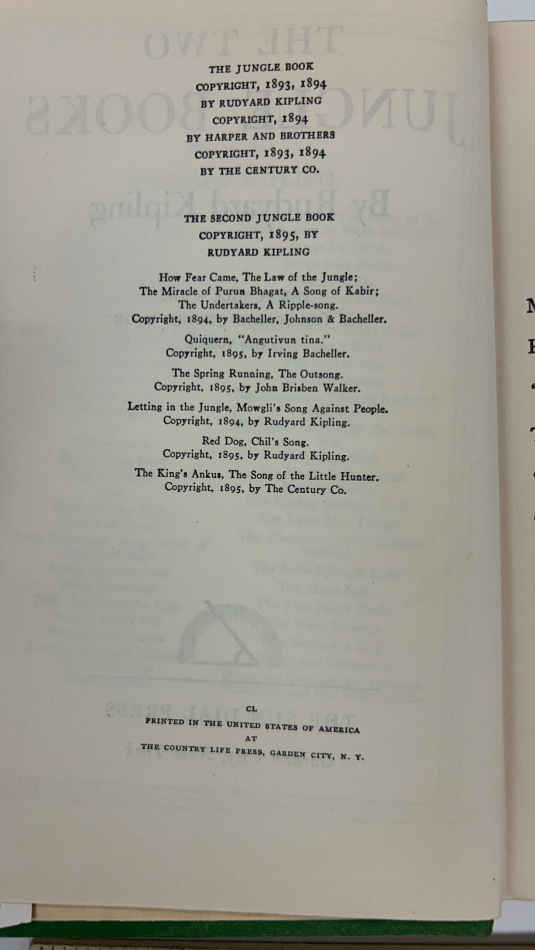 THE JUNGLE BOOK
COPYRIGHT, 1893, 1894
BY RUDYARD KIPLING
COPYRIGHT, 1894
BY HARPER AND BROTHERS
COPYRIGHT, 1893, 1894
BY THE CENTURY CO.
THE SECOND JUNGLE BOOK
COPYRIGHT, 1895, BY
RUDYARD KIPLING
How Fear Came, The Law of the Jungle;
The Miracle of Purun Bhagat, A Song of Kabir;
The Undertakers, A Ripple-song.
Copyright, 1894, by Bacheller, Johnson & Bacheller.
Quiquern, "Angutivun tina."
Copyright, 1895, by Irving Bacheller.
The Spring Running, The Outsong.
Copyright, 1895, by John Brisben Walker.
Letting in the Jungle, Mowgli's Song Against People.
Copyright, 1894, by Rudyard Kipling.
Red Dog, Chil's Song.
Copyright, 1895, by Rudyard Kipling.
The King's Ankus, The Song of the Little Hunter.
Copyright, 1895, by The Century Co.
CL
PRINTED IN THE UNITED STATES OF AMERICA
AT
THE COUNTRY LIFE PRESS, GARDEN CITY, N. Y.